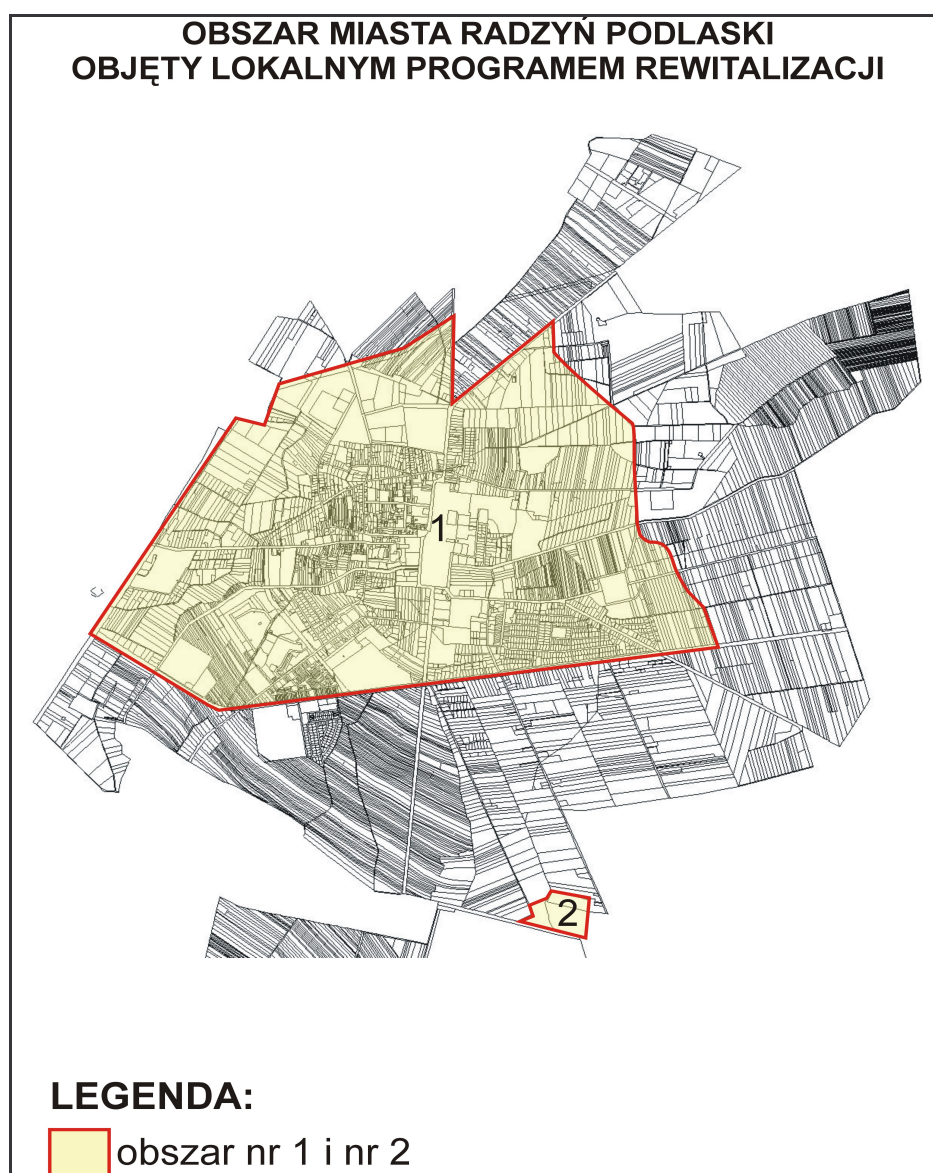 OBSZAR MIASTA RADZYŃ PODLASKI
OBJĘTY LOKALNYM PROGRAMEM REWITALIZACJI
1
2
LEGENDA:
obszar nr 1 i nr 2